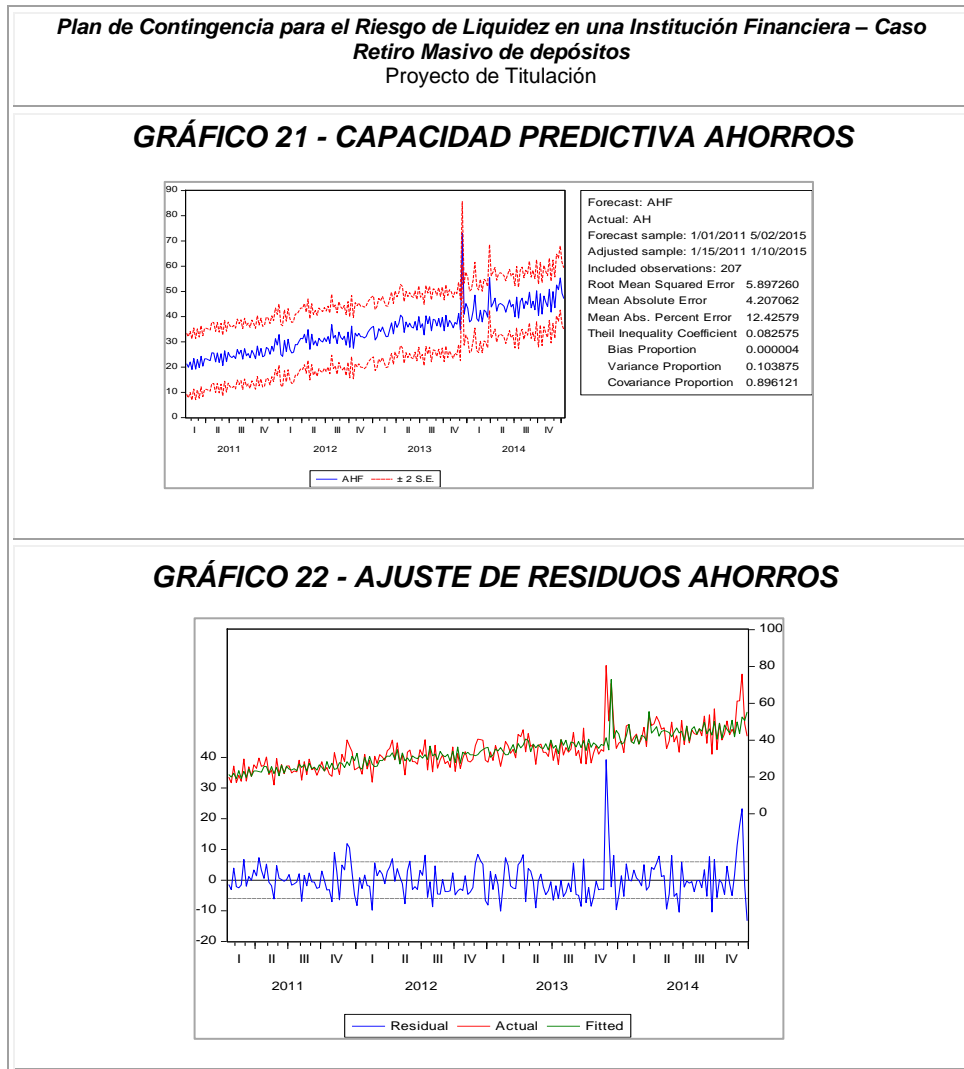 Plan de Contingencia para el Riesgo de Liquidez en una Institución Financiera – Caso
Retiro Masivo de depósitos
Proyecto de Titulación
GRÁFICO 21 - CAPACIDAD PREDICTIVA AHORROS
90
80
70
60
50
40
30
20
10
0
I II III IV I II III IV I II III IV I II III IV
2011 2012 2013 2014
AHF ± 2 S.E.
Forecast: AHF
Actual: AH
Forecast sample: 1/01/2011 5/02/2015
Adjusted sample: 1/15/2011 1/10/2015
Included observations: 207
Root Mean Squared Error 5.897260
Mean Absolute Error 4.207062
Mean Abs. Percent Error 12.42579
Theil Inequality Coefficient 0.082575
Bias Proportion 0.000004
Variance Proportion 0.103875
Covariance Proportion 0.896121
GRÁFICO 22 - AJUSTE DE RESIDUOS AHORROS
40
30
20
10
0
-10
-20
100
80
60
40
20
0
I II III IV I II III IV I II III IV I II III IV
2011 2012 2013 2014
Residual Actual Fitted